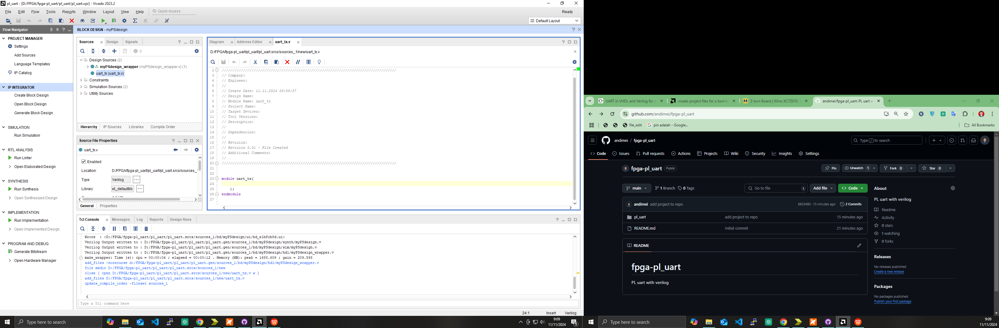 pl_uart - [D:/FPGA/fpga-pl_uart/pl_uart/pl_uart.xpr] - Vivado 2023.2
File Edit Flow Tools Reports Window Layout View Help Quick Access Ready
Default Layout
Flow Navigator
PROJECT MANAGER
Settings
Add Sources
Language Templates
IP Catalog
IP INTEGRATOR
Create Block Design
Open Block Design
Generate Block Design
SIMULATION
Run Simulation
RTL ANALYSIS
Run Linter
Open Elaborated Design
SYNTHESIS
Run Synthesis
Open Synthesized Design
IMPLEMENTATION
Run Implementation
Open Implemented Design
PROGRAM AND DEBUG
Generate Bitstream
Open Hardware Manager
BLOCK DESIGN - myPSdesign
Sources Design Signals
0
Design Sources (2)
myPSdesign_wrapper (myPSdesign_wrapper.v) (1)
uart_tx (uart_tx.v)
Constraints
Simulation Sources (2)
Utility Sources
Hierarchy IP Sources Libraries Compile Order
Source File Properties
uart_tx.v
Enabled
Location: D:/FPGA/fpga-pl_uart/pl_uart/pl_uart.srcs/sources_
Type: Verilog
Library: xil_defaultlib
General Properties
Diagram Address Editor uart_tx.v
D:/FPGA/fpga-pl_uart/pl_uart/pl_uart.srcs/sources_1/new/uart_tx.v
2 //////////////////////////////////////////////////////////////////////////////////
3 // Company:
4 // Engineer:
5 //
6 // Create Date: 11.11.2024 09:09:37
7 // Design Name:
8 // Module Name: uart_tx
9 // Project Name:
10 // Target Devices:
11 // Tool Versions:
12 // Description:
13 //
14 // Dependencies:
15 //
16 // Revision:
17 // Revision 0.01 - File Created
18 // Additional Comments:
19 //
20 //////////////////////////////////////////////////////////////////////////////////
21
22
23 module uart_tx(
24
25 );
26 endmodule
27
Tcl Console Messages Log Reports Design Runs
Wrote : <D:/FPGA/fpga-pl_uart/pl_uart/pl_uart.srcs/sources_1/bd/myPSdesign/ui/bd_e1bfcb8d.ui>
Verilog Output written to : D:/FPGA/fpga-pl_uart/pl_uart/pl_uart.gen/sources_1/bd/myPSdesign/synth/myPSdesign.v
Verilog Output written to : D:/FPGA/fpga-pl_uart/pl_uart/pl_uart.gen/sources_1/bd/myPSdesign/sim/myPSdesign.v
Verilog Output written to : D:/FPGA/fpga-pl_uart/pl_uart/pl_uart.gen/sources_1/bd/myPSdesign/hdl/myPSdesign_wrapper.v
make_wrapper: Time (s): cpu = 00:00:04 ; elapsed = 00:00:12 . Memory (MB): peak = 1688.609 ; gain = 209.598
add_files -norecurse d:/FPGA/fpga-pl_uart/pl_uart/pl_uart.gen/sources_1/bd/myPSdesign/hdl/myPSdesign_wrapper.v
file mkdir D:/FPGA/fpga-pl_uart/pl_uart/pl_uart.srcs/sources_1/new
close [ open D:/FPGA/fpga-pl_uart/pl_uart/pl_uart.srcs/sources_1/new/uart_tx.v w ]
add_files D:/FPGA/fpga-pl_uart/pl_uart/pl_uart.srcs/sources_1/new/uart_tx.v
update_compile_order -fileset sources_1
Type a Tcl command here
24:1 Insert Verilog
Type here to search
9:09
11/11/2024
5
UART in VHDL and Verilog for
vivado project files for z-turn b
Z-turn Board | Xilinx XC7Z010,
andimei/fpga-pl_uart: PL uart w
github.com/andimei/fpga-pl_uart
file_edit pin adalah - Google... All Bookmarks
andimei / fpga-pl_uart
Type / to search
Code Issues Pull requests Actions Projects Wiki Security Insights Settings
fpga-pl_uart Public
Pin Unwatch 1 Fork 0 Star 0
main 1 Branch 0 Tags Go to file t Add file Code
andimei add project to repo 8833480 · 15 minutes ago 2 Commits
pl_uart add project to repo 15 minutes ago
README.md Initial commit 21 minutes ago
README
fpga-pl_uart
PL uart with verilog
About
PL uart with verilog
Readme
Activity
0 stars
1 watching
0 forks
Releases
No releases published
Create a new release
Packages
No packages published
Publish your first package
Type here to search
9:09
11/11/2024